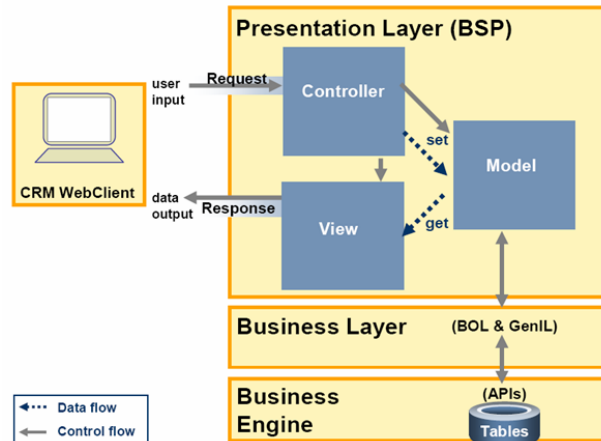 Presentation Layer (BSP)
user
input
Request
Controller
set
Model
CRM WebClient
data
output
Response
View
get
Business Layer
(BOL & GenIL)
Business
Engine
(APIs)
Tables
Data flow
Control flow